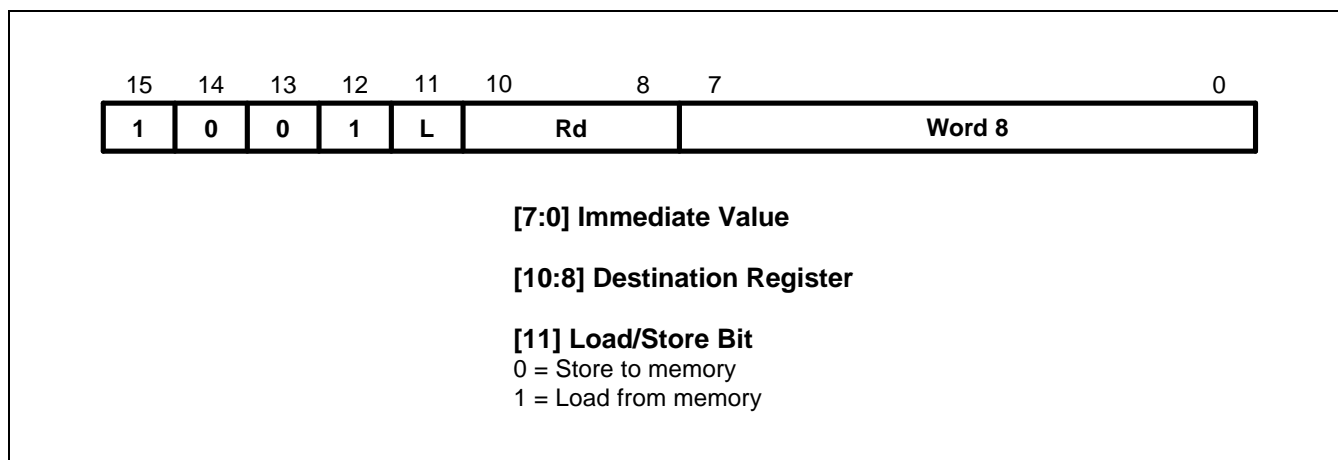 15 14 13 12 11 10 8 7 0
1 0 0 1 L Rd Word 8
[7:0] Immediate Value
[10:8] Destination Register
[11] Load/Store Bit
0 = Store to memory
1 = Load from memory